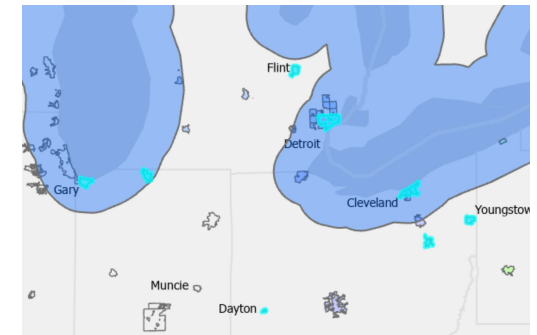 Flint
Detroit
Gary
Cleveland
Youngstow
Muncie
Dayton